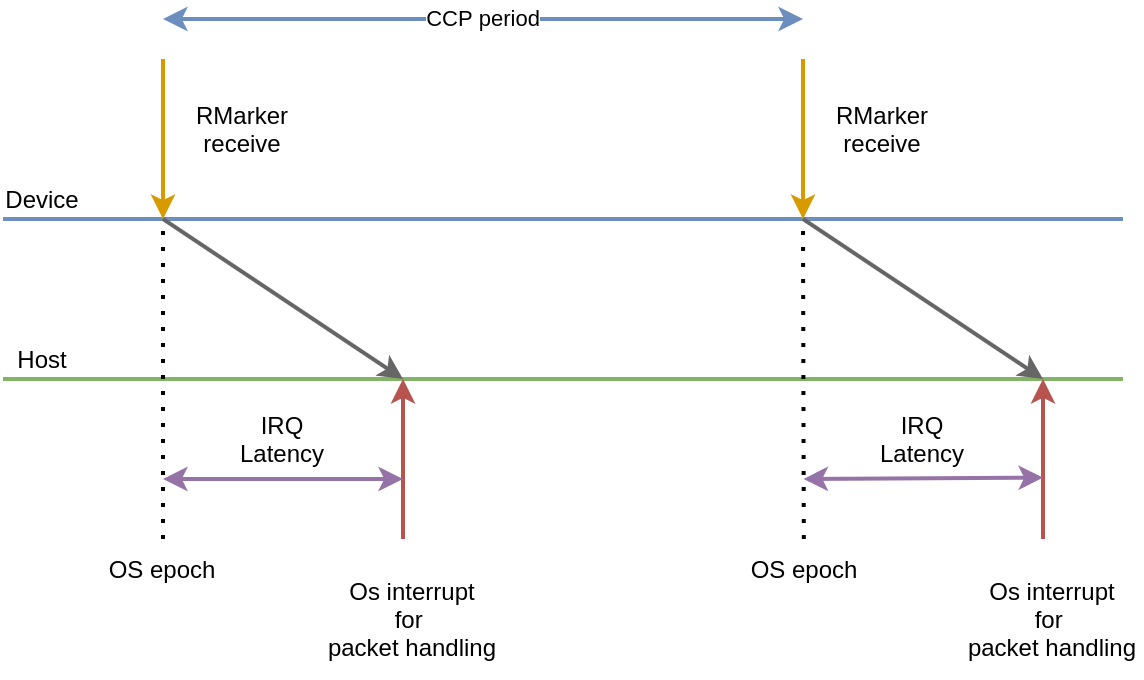 CCP period
RMarker
receive
RMarker
receive
Device
Host
IRQ
Latency
IRQ
Latency
OS epoch
OS epoch
Os interrupt
for
packet handling
Os interrupt
for
packet handling